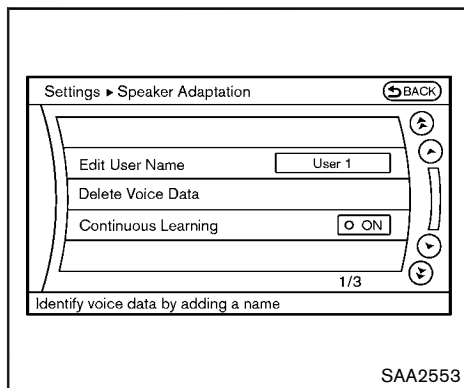 Settings ▸ Speaker Adaptation BACK
Edit User Name User 1
Delete Voice Data
Continuous Learning ON
1/3
Identify voice data by adding a name
SAA2553